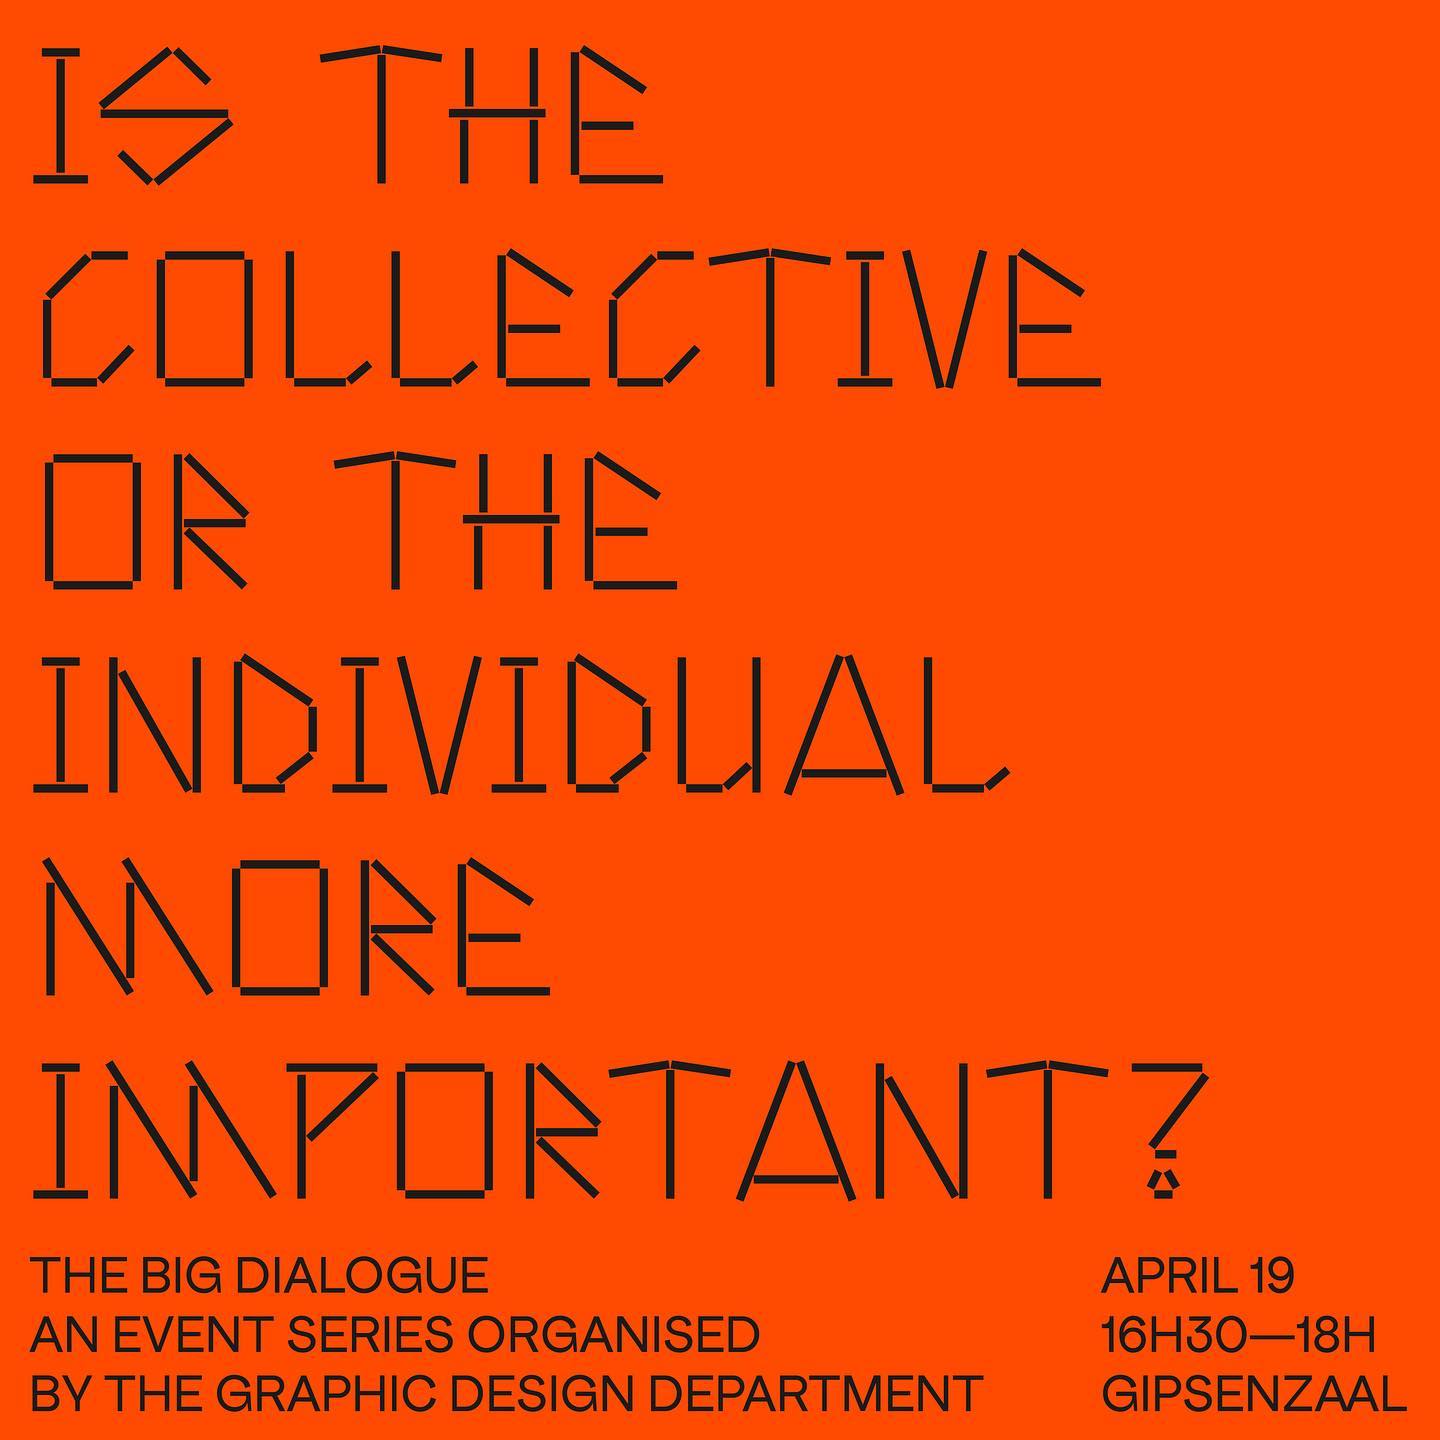 IS THE
COLLECTIVE
OR THE
INDIVIDUAL
MORE
IMPORTANT?
THE BIG DIALOGUE
AN EVENT SERIES ORGANISED
BY THE GRAPHIC DESIGN DEPARTMENT
APRIL 19
16H30—18H
GIPSENZAAL